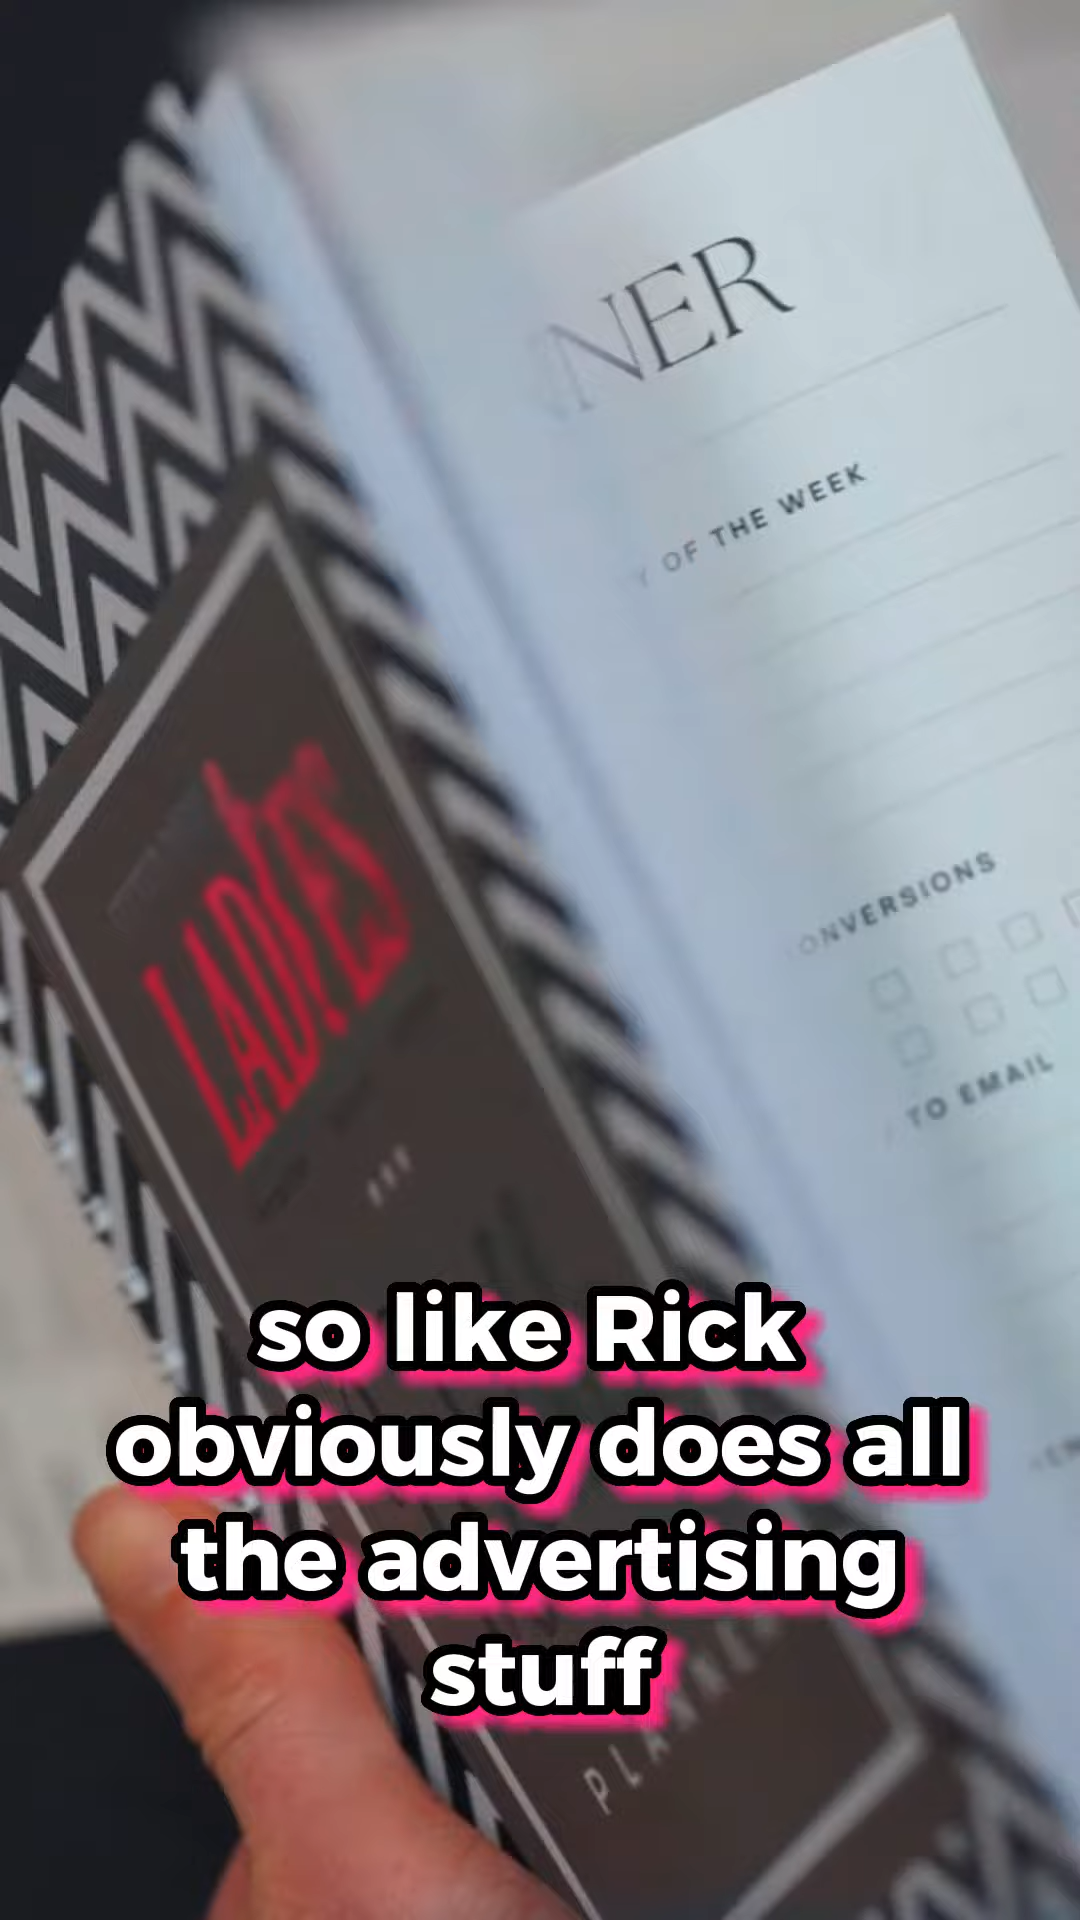 NER
OF THE WEEK
ONVERSIONS
TO EMAIL
LADIES
so like Rick
obviously does all
the advertising
stuff
PLANNER